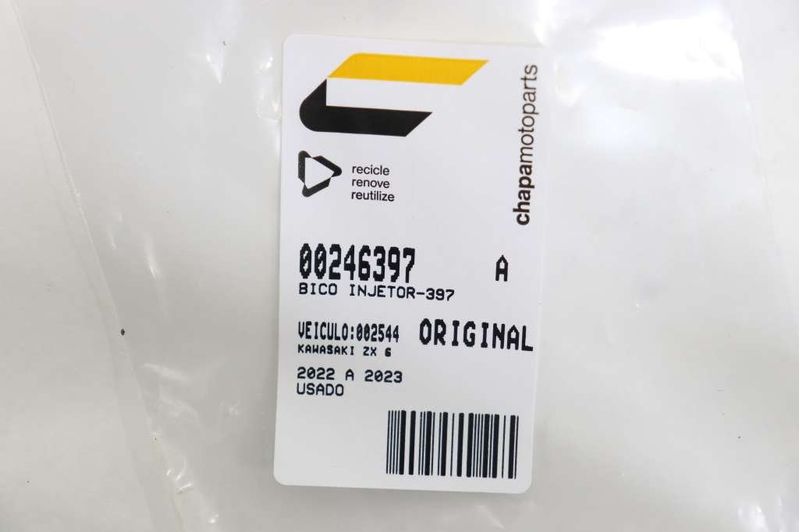 chapamotoparts
recicle
renove
reutilize
00246397 A
BICO INJETOR-397
VEICULO:002544 ORIGINAL
KAWASAKI ZX 6
2022 A 2023
USADO